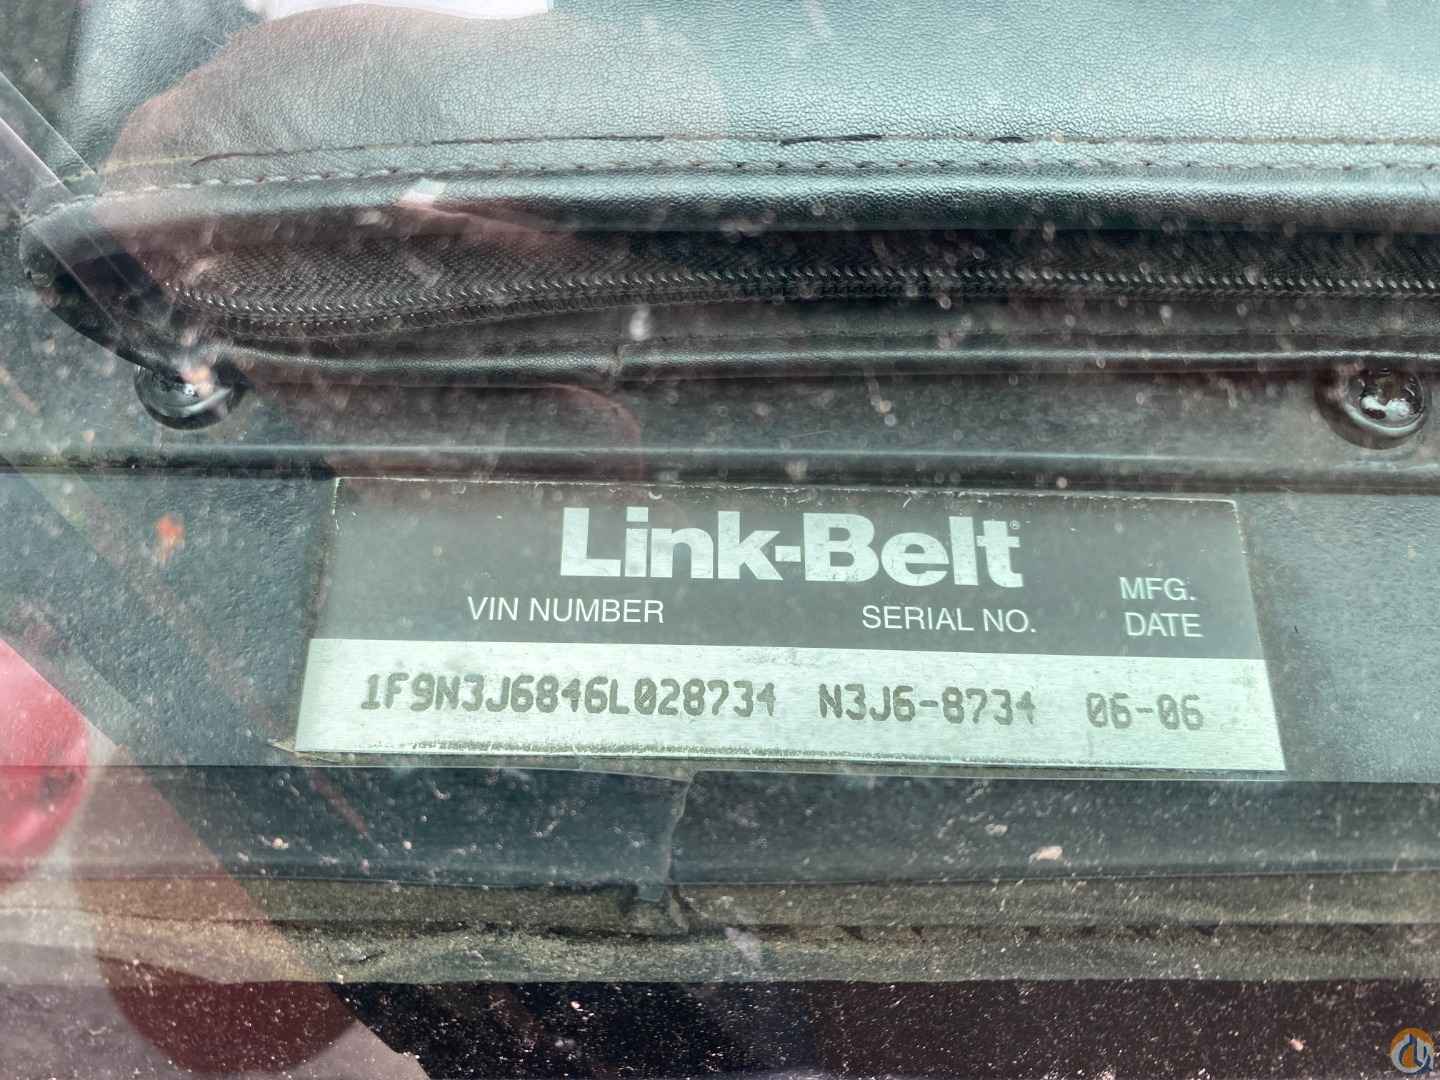 Link-Belt®
VIN NUMBER SERIAL NO. MFG. DATE
1F9N3J6846L028734 N3J6-8734 06-06